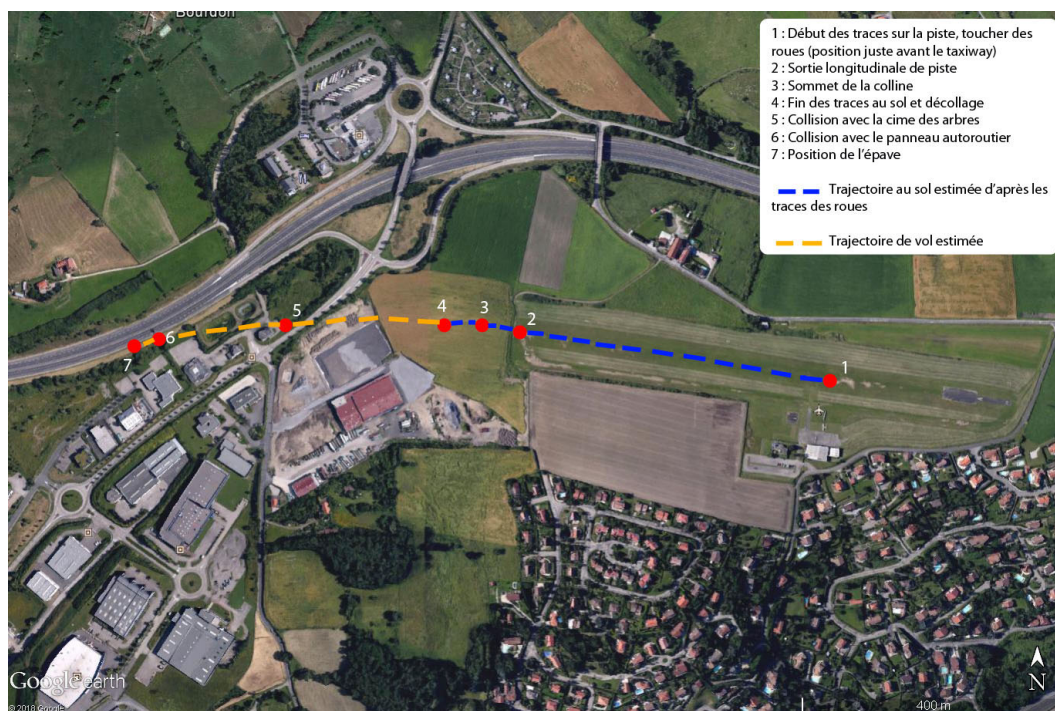 Bourdon
1 : Début des traces sur la piste, toucher des
roues (position juste avant le taxiway)
2 : Sortie longitudinale de piste
3 : Sommet de la colline
4 : Fin des traces au sol et décollage
5 : Collision avec la cime des arbres
6 : Collision avec le panneau autoroutier
7 : Position de l'épave
Trajectoire au sol estimée d'après les
traces des roues
Trajectoire de vol estimée
5
4
3
2
1
6
7
Google earth
© 2018 Google
400 m
N